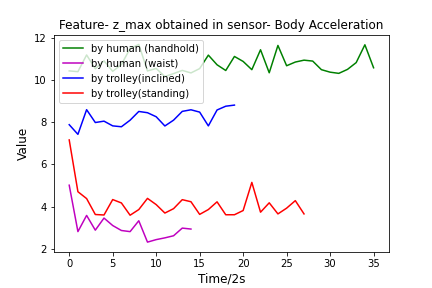 Feature- z_max obtained in sensor- Body Acceleration
12
10
8
6
4
2
Value
by human (handhold)
by human (waist)
by trolley(inclined)
by trolley(standing)
0
5
10
15
20
25
30
35
Time/2s